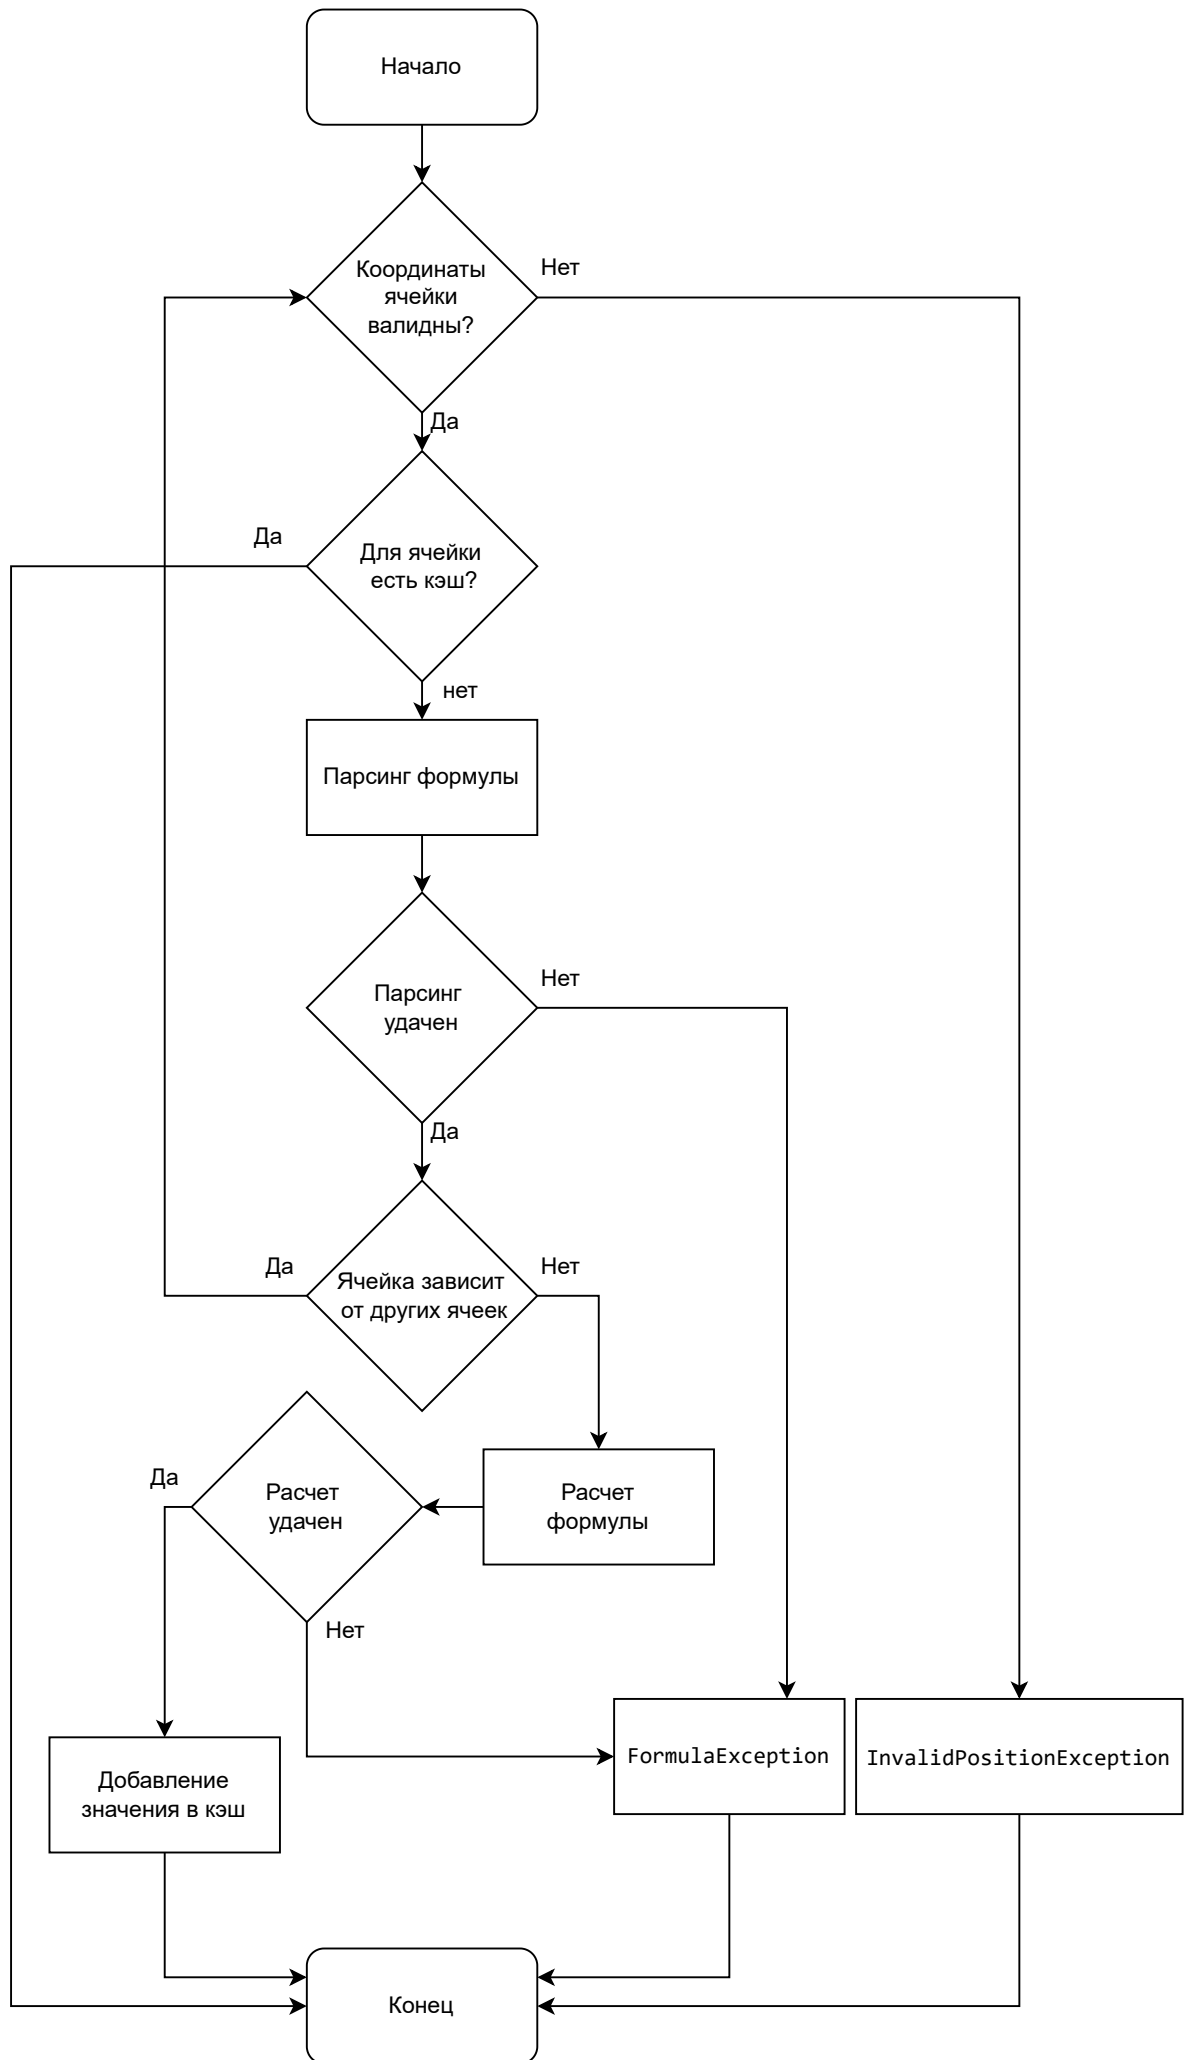 Начало
Координаты
ячейки
валидны?
Нет
Да
Да
Для ячейки
есть кэш?
нет
Парсинг формулы
Парсинг
удачен
Нет
Да
Да
Ячейка зависит
от других ячеек
Нет
Да
Расчет
удачен
Расчет
формулы
Нет
FormulaException
InvalidPositionException
Добавление
значения в кэш
Конец